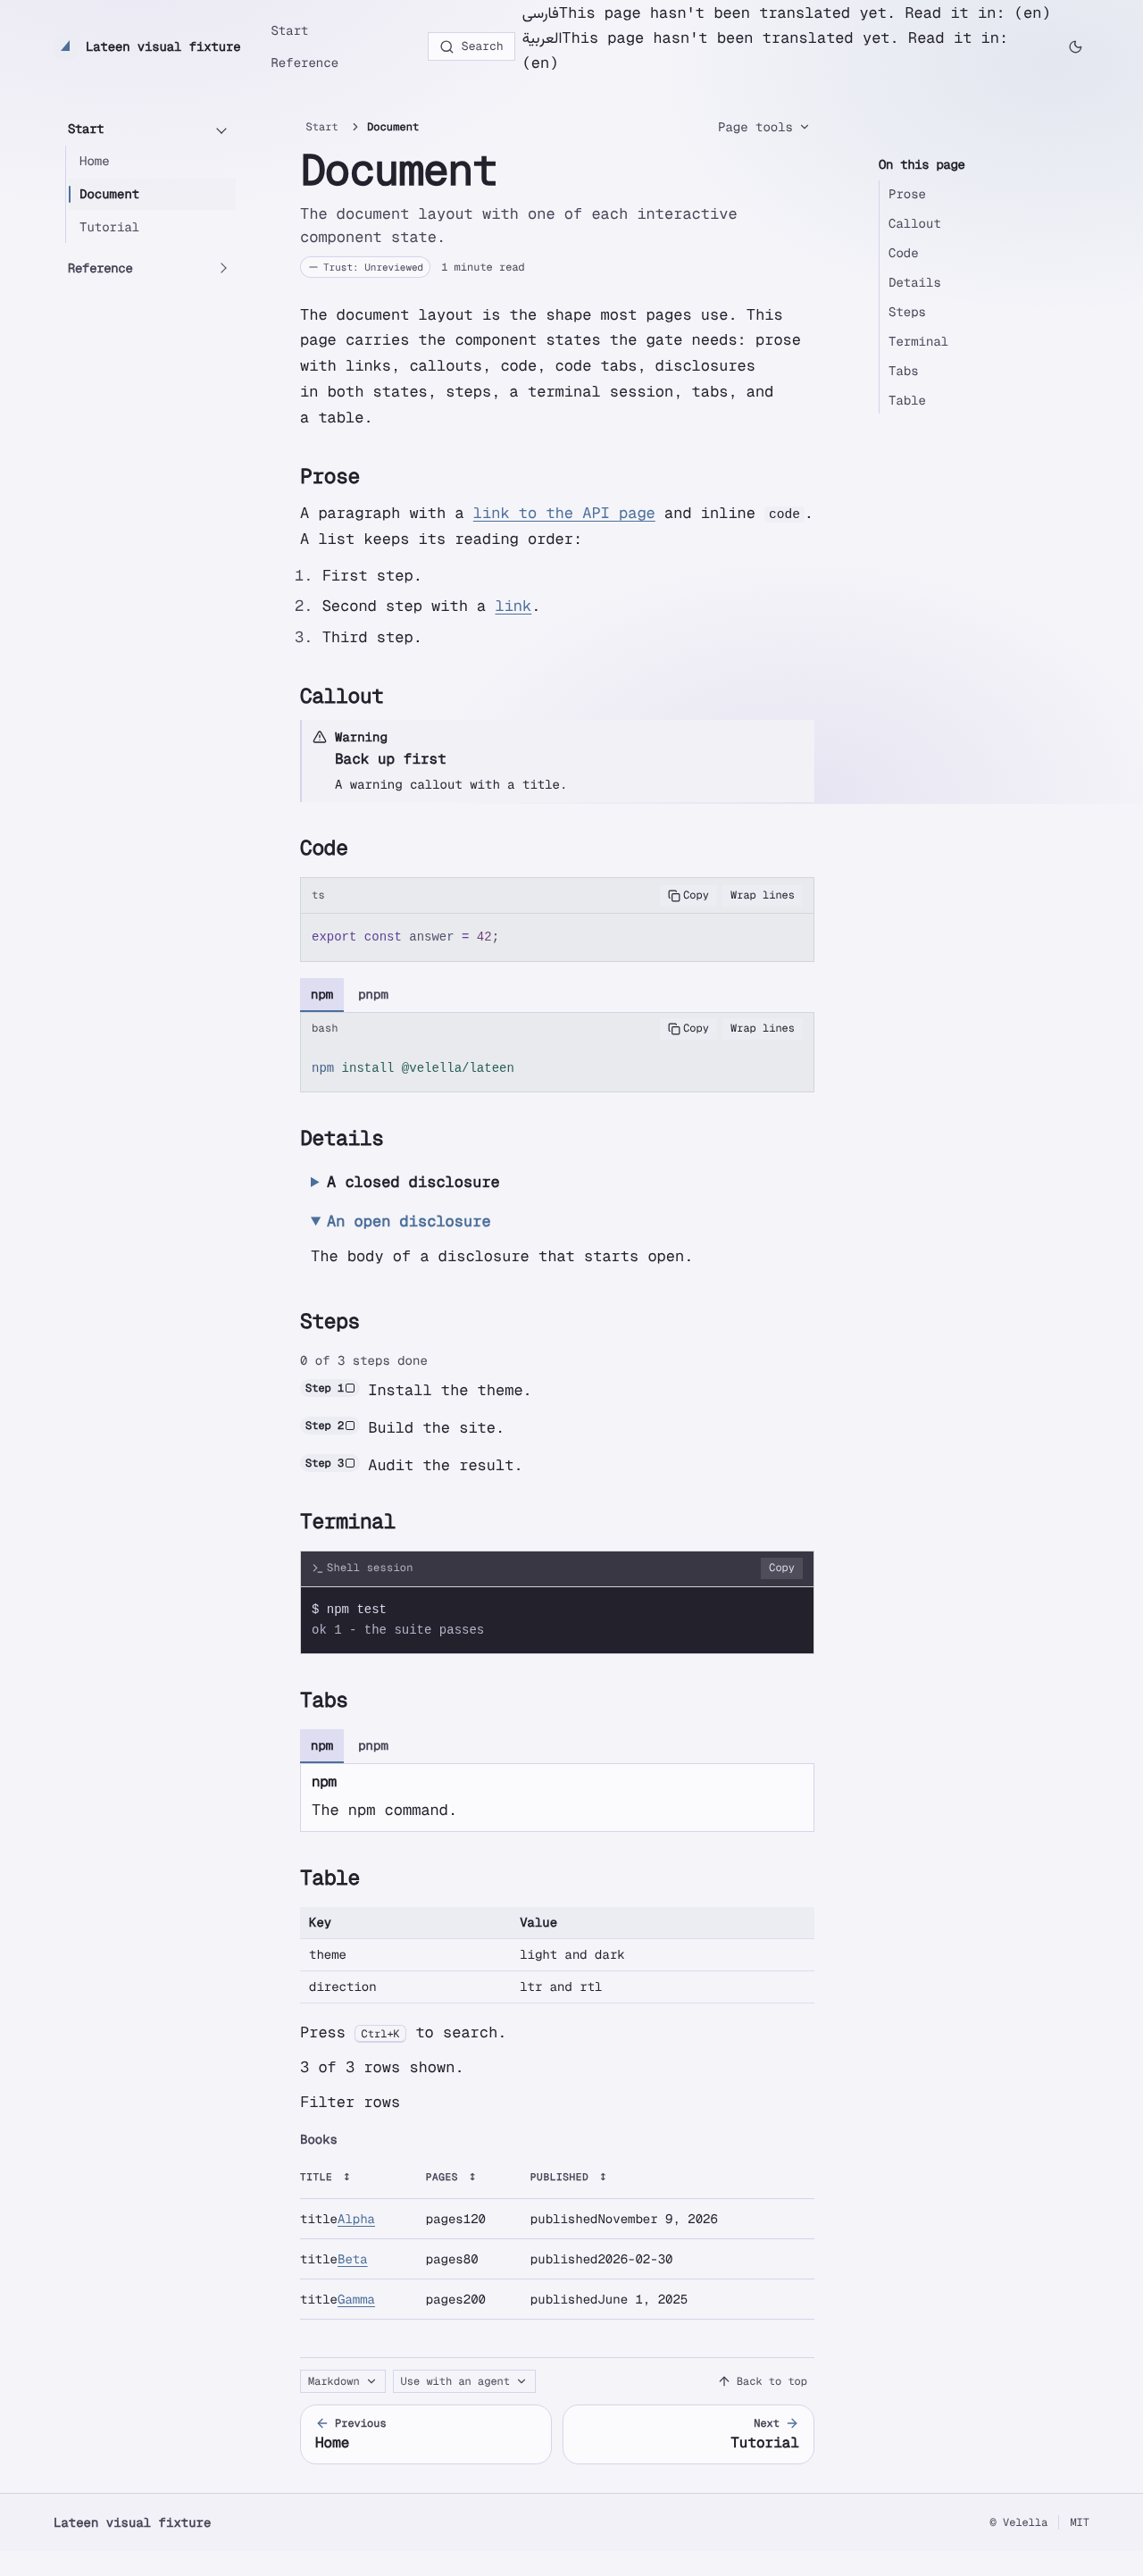 Lateen visual fixture
Start
Reference
Search
فارسیThis page hasn't been translated yet. Read it in: (en)
العربيةThis page hasn't been translated yet. Read it in:
(en)
Start
Home
Document
Tutorial
Reference
Start > Document
Page tools
Document
The document layout with one of each interactive
component state.
— Trust: Unreviewed
1 minute read
The document layout is the shape most pages use. This
page carries the component states the gate needs: prose
with links, callouts, code, code tabs, disclosures
in both states, steps, a terminal session, tabs, and
a table.
On this page
Prose
Callout
Code
Details
Steps
Terminal
Tabs
Table
Prose
A paragraph with a link to the API page and inline code.
A list keeps its reading order:
1. First step.
2. Second step with a link.
3. Third step.
Callout
Warning
Back up first
A warning callout with a title.
Code
ts
Copy
Wrap lines
export const answer = 42;
npm
pnpm
bash
Copy
Wrap lines
npm install @velella/lateen
Details
A closed disclosure
An open disclosure
The body of a disclosure that starts open.
Steps
0 of 3 steps done
Step 1 Install the theme.
Step 2 Build the site.
Step 3 Audit the result.
Terminal
Shell session
Copy
$ npm test
ok 1 - the suite passes
Tabs
npm
pnpm
npm
The npm command.
Table
Key Value
theme light and dark
direction ltr and rtl
Press Ctrl+K to search.
3 of 3 rows shown.
Filter rows
Books
TITLE ↕ PAGES ↕ PUBLISHED ↕
titleAlpha pages120 publishedNovember 9, 2026
titleBeta pages80 published2026-02-30
titleGamma pages200 publishedJune 1, 2025
Markdown
Use with an agent
↑ Back to top
← Previous
Home
Next →
Tutorial
Lateen visual fixture
© Velella
MIT